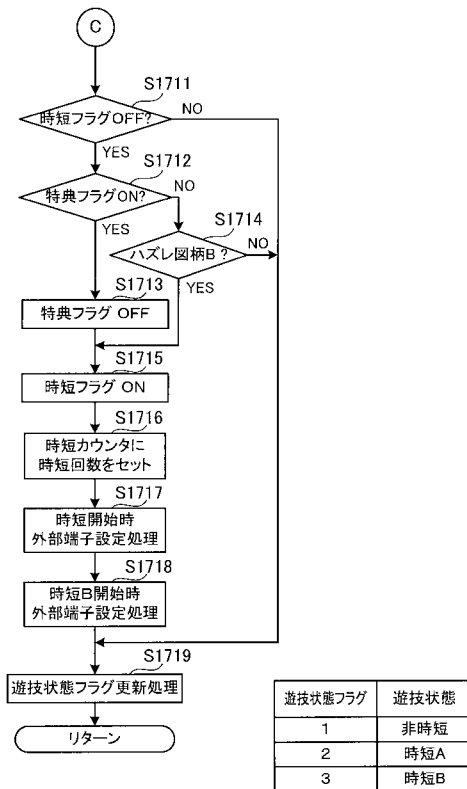 C
S1711
時短フラグOFF?
NO
YES
S1712
特典フラグON?
NO
YES
S1714
ハズレ図柄B?
NO
YES
S1713
特典フラグ OFF
S1715
時短フラグ ON
S1716
時短カウンタに
時短回数をセット
S1717
時短開始時
外部端子設定処理
S1718
時短B開始時
外部端子設定処理
S1719
遊技状態フラグ更新処理
リターン
遊技状態フラグ 遊技状態
1 非時短
2 時短A
3 時短B